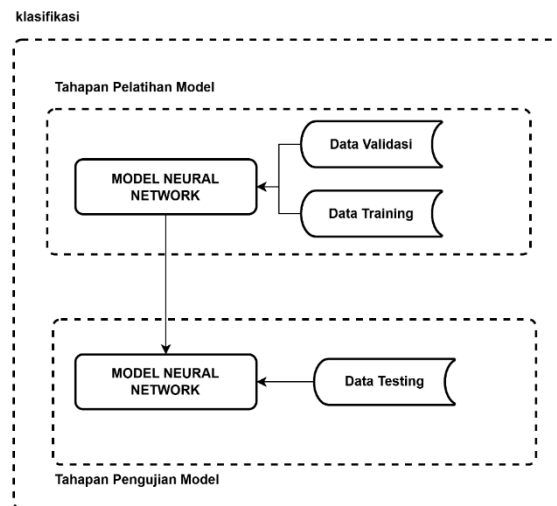 klasifikasi
Tahapan Pelatihan Model
Data Validasi
MODEL NEURAL
NETWORK
Data Training
MODEL NEURAL
NETWORK
Data Testing
Tahapan Pengujian Model